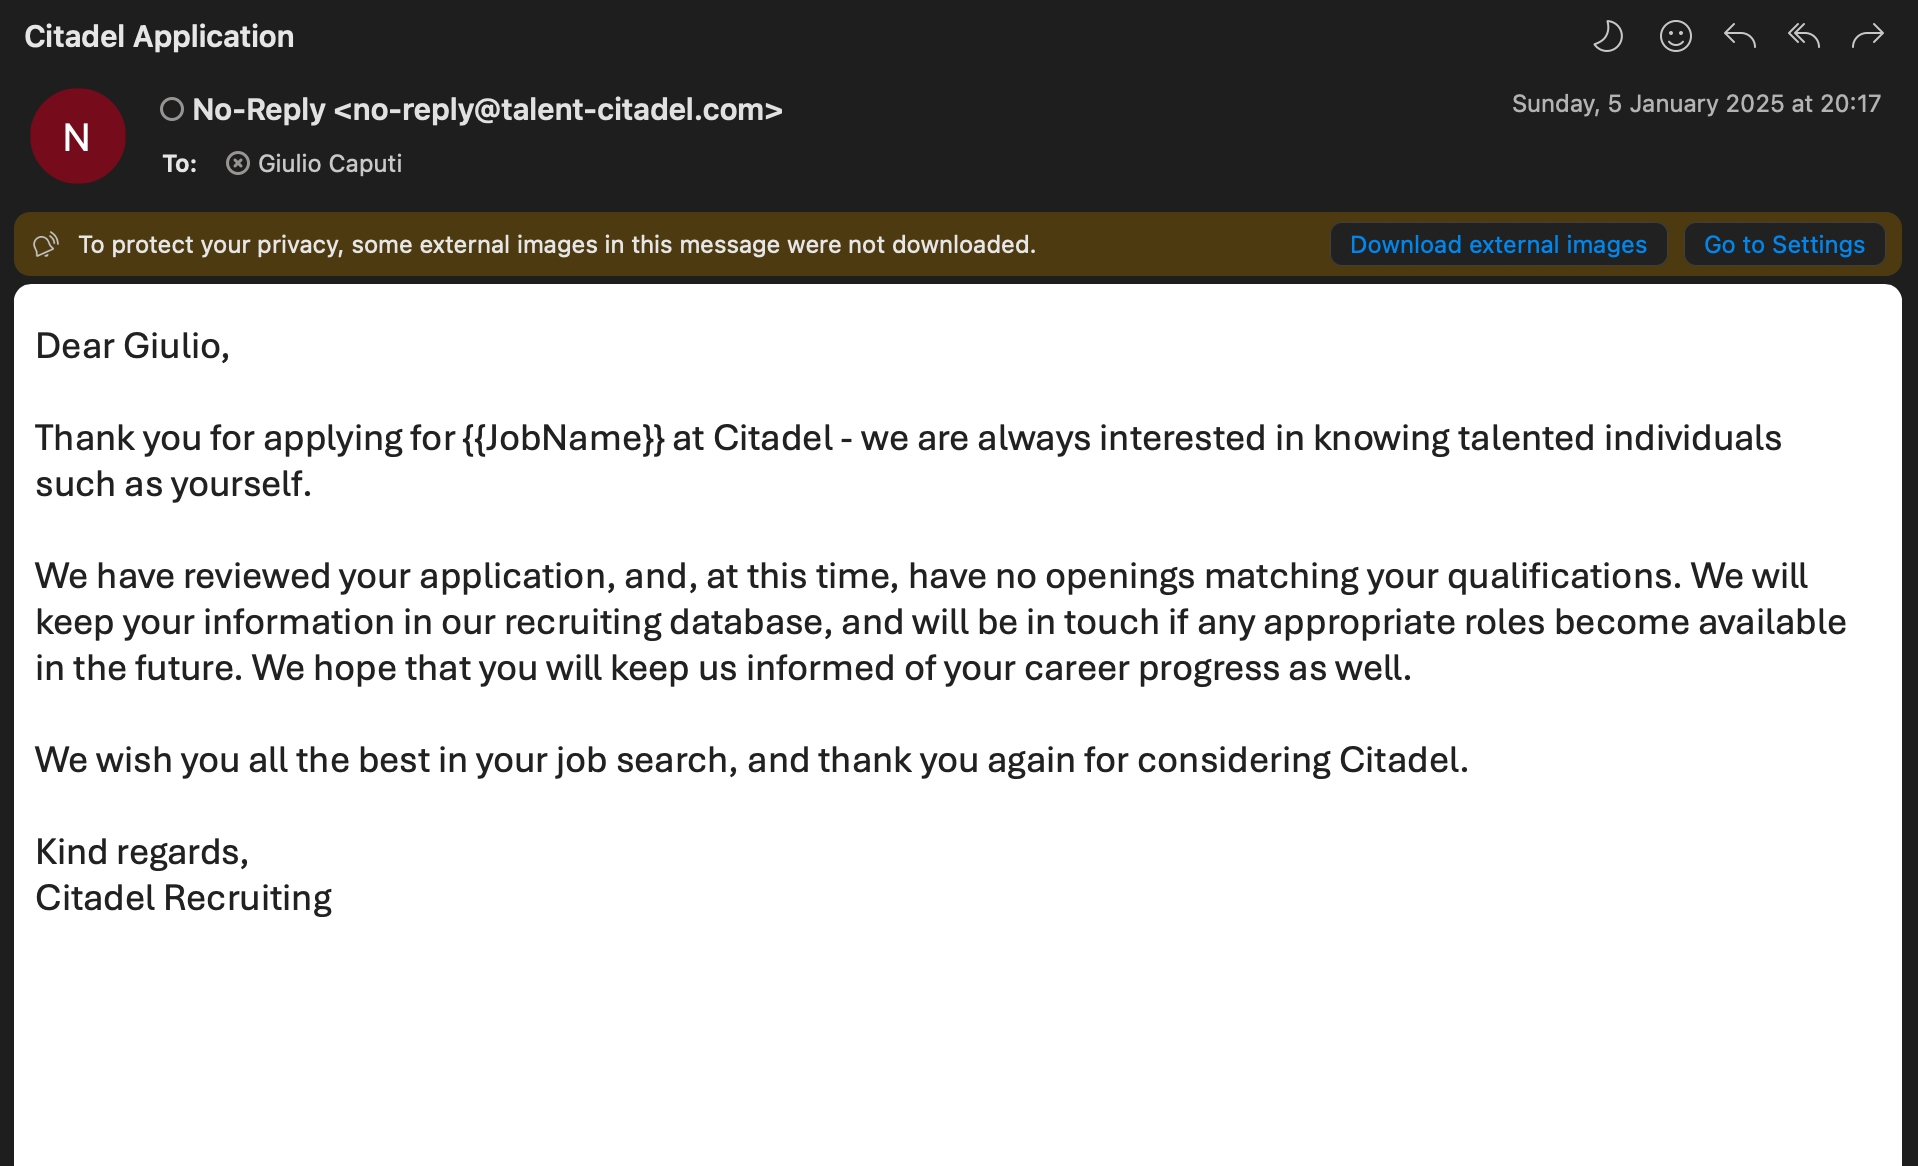 Citadel Application
No-Reply <no-reply@talent-citadel.com>
Sunday, 5 January 2025 at 20:17
N
To: Giulio Caputi
To protect your privacy, some external images in this message were not downloaded.
Download external images
Go to Settings
Dear Giulio,
Thank you for applying for {{JobName}} at Citadel - we are always interested in knowing talented individuals
such as yourself.
We have reviewed your application, and, at this time, have no openings matching your qualifications. We will
keep your information in our recruiting database, and will be in touch if any appropriate roles become available
in the future. We hope that you will keep us informed of your career progress as well.
We wish you all the best in your job search, and thank you again for considering Citadel.
Kind regards,
Citadel Recruiting